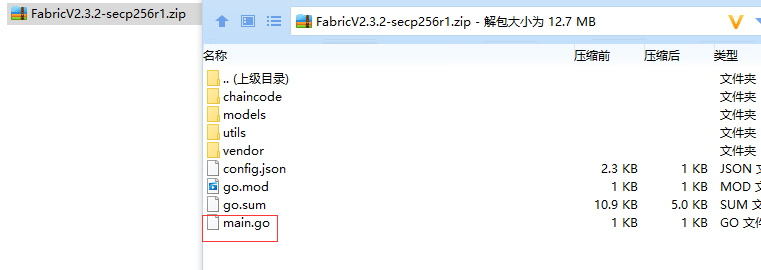 FabricV2.3.2-secp256r1.zip
FabricV2.3.2-secp256r1.zip - 解包大小为 12.7 MB
名称 压缩前 压缩后 类型
.. (上级目录) 文件夹
chaincode 文件夹
models 文件夹
utils 文件夹
vendor 文件夹
config.json 2.3 KB 1 KB JSON 文
go.mod 1 KB 1 KB MOD 文
go.sum 10.9 KB 5.0 KB SUM 文
main.go 1 KB 1 KB GO 文件